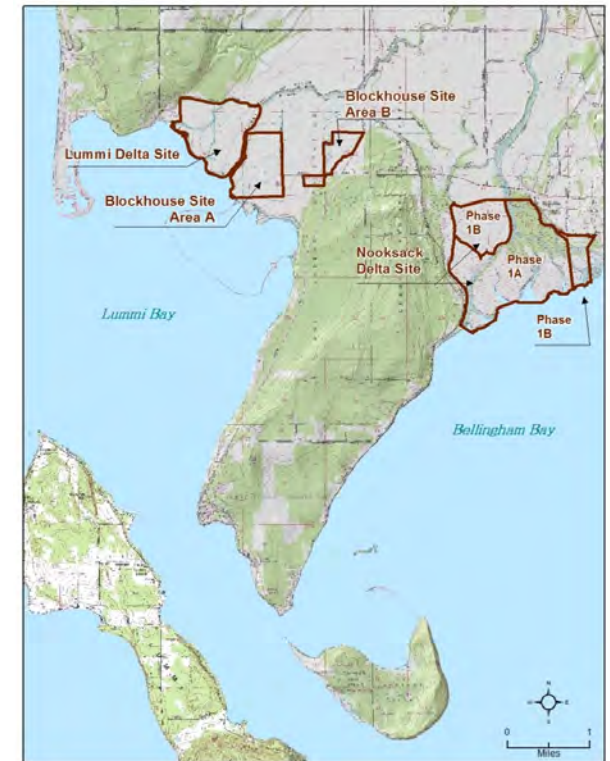 Blockhouse Site
Area B
Lummi Delta Site
Blockhouse Site
Area A
Phase
1B
Nooksack
Delta Site
Phase
1A
Phase
1B
Lummi Bay
Bellingham Bay
N
W
E
S
0
1
Miles